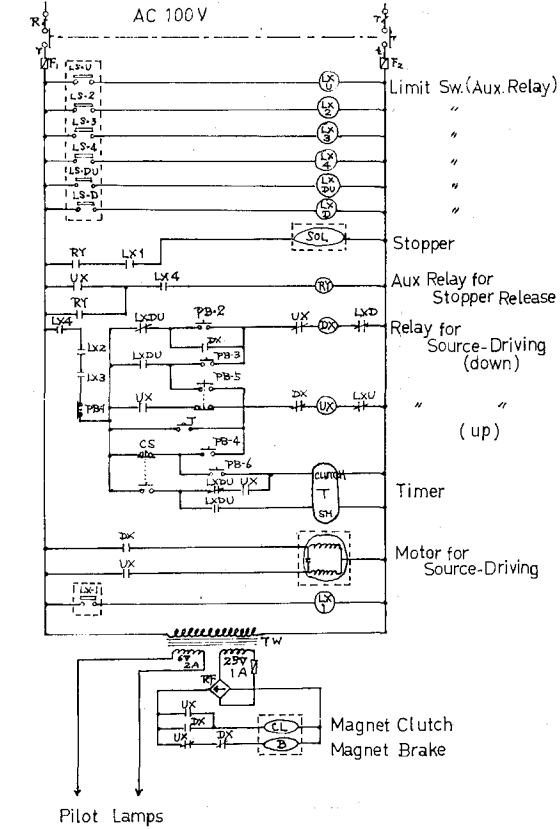 AC 100V
R
r
r
r
t
F1
F2
LS-U
LX U
Limit Sw.(Aux. Relay)
LS-2
LX 2
"
LS-3
LX 3
"
LS-4
LX 4
"
LS-DU
LX DU
"
LS-D
LX D
"
SOL
Stopper
RY
LX1
UX
LX4
RY
Aux Relay for
Stopper Release
RY
LX4
LXDU
PB-2
UX
DX
LXD
Relay for
Source-Driving
(down)
LX2
DX
LXDU
PB-3
LX3
PB-5
PB-1
UX
DX
UX
LXU
" "
(up)
T
CS
PB-4
PB-6
CLUTCH
LXDU
UX
T
Timer
LXDU
SM
DX
Motor for
Source-Driving
UX
LX-1
LX 1
TW
6V
2A
25V
1A
RF
UX
DX
CL
Magnet Clutch
UX
DX
B
Magnet Brake
Pilot Lamps